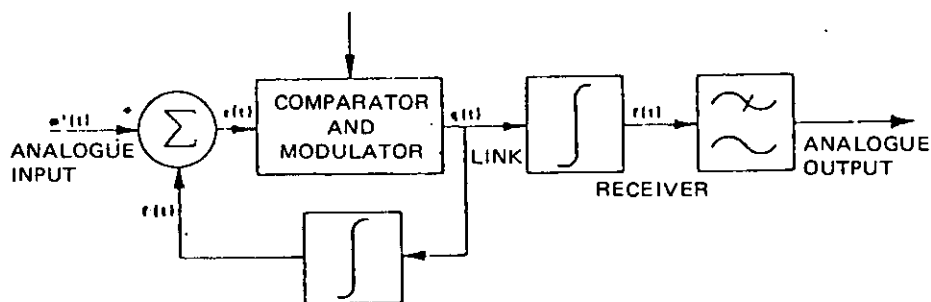 ANALOGUE
INPUT
Σ
COMPARATOR
AND
MODULATOR
LINK
RECEIVER
ANALOGUE
OUTPUT